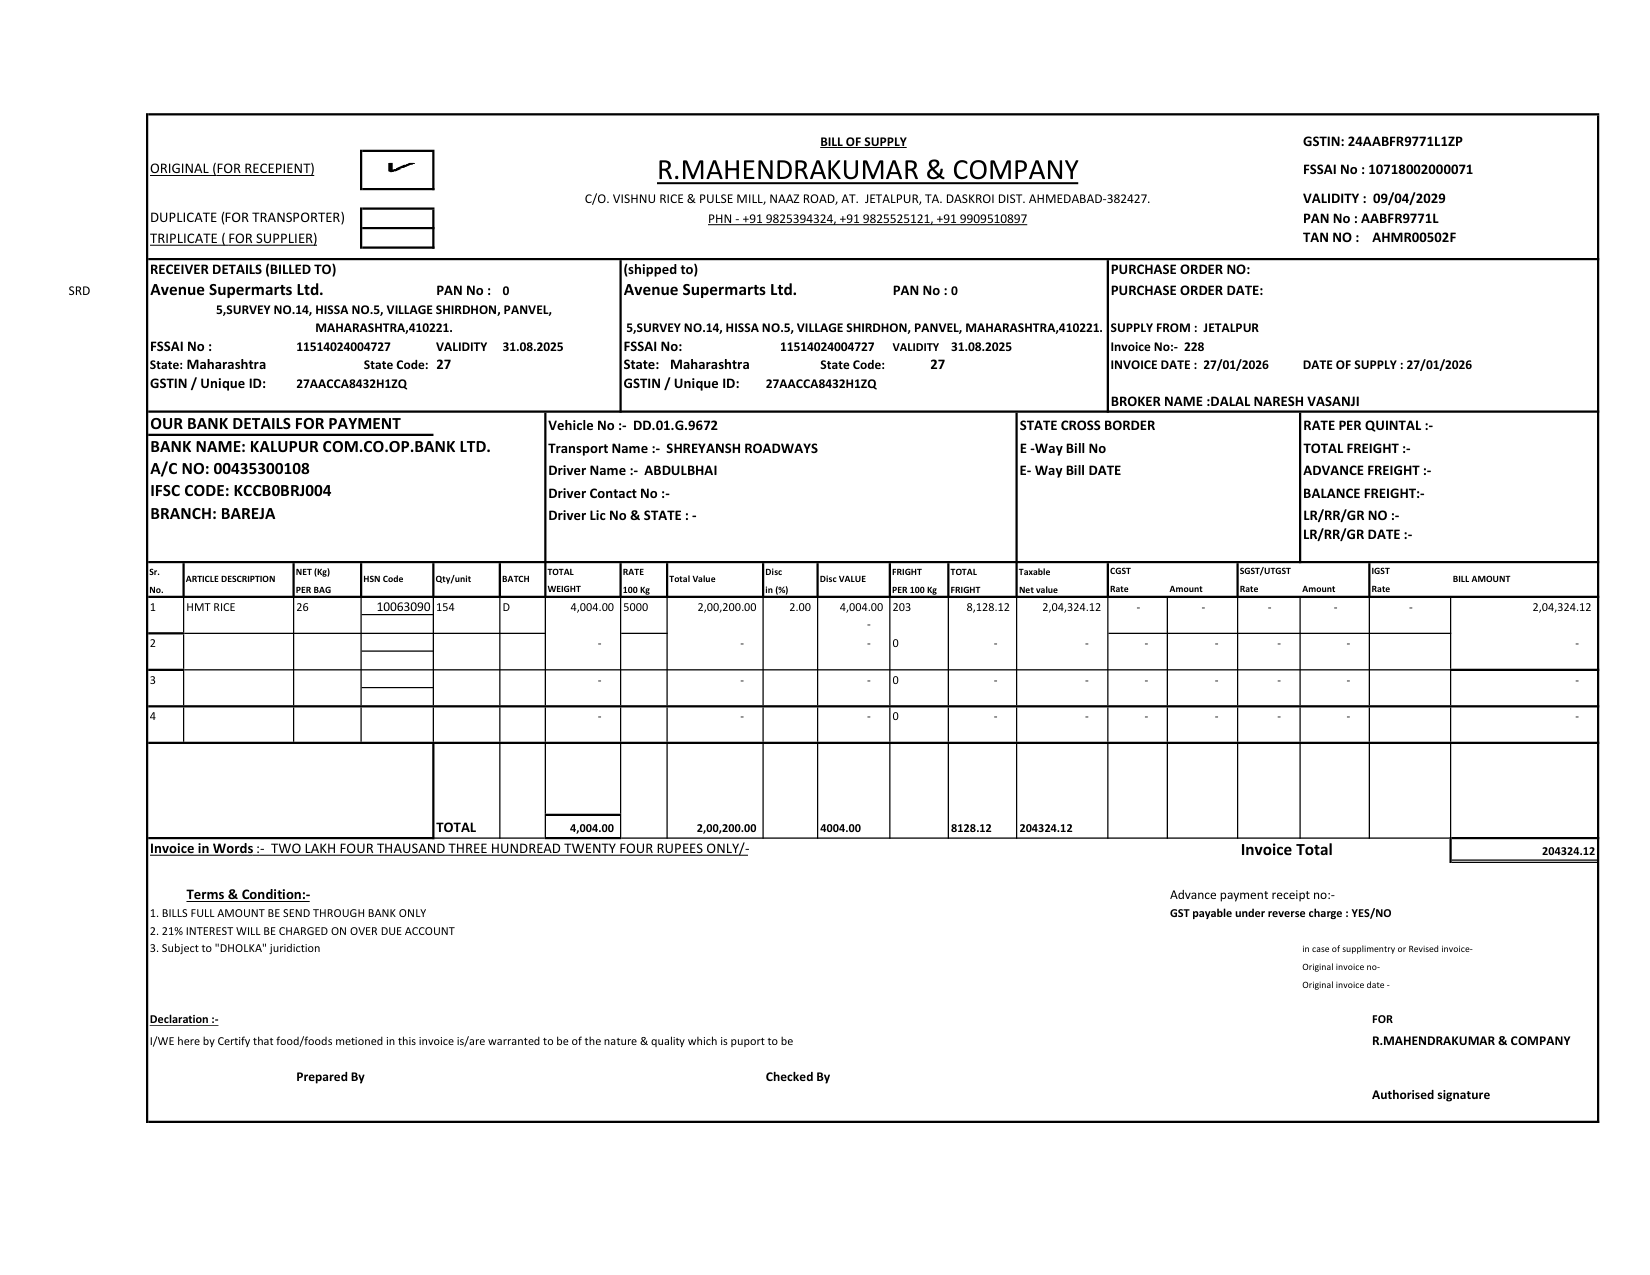 BILL OF SUPPLY
GSTIN: 24AABFR9771L1ZP
ORIGINAL (FOR RECEPIENT)
R.MAHENDRAKUMAR & COMPANY
FSSAI No : 10718002000071
C/O. VISHNU RICE & PULSE MILL, NAAZ ROAD, AT.  JETALPUR, TA. DASKROI DIST. AHMEDABAD-382427.
VALIDITY :  09/04/2029
DUPLICATE (FOR TRANSPORTER)
PHN - +91 9825394324, +91 9825525121, +91 9909510897
PAN No : AABFR9771L
TRIPLICATE ( FOR SUPPLIER)
TAN NO :    AHMR00502F
SRD
RECEIVER DETAILS (BILLED TO)
Avenue Supermarts Ltd. PAN No :   0
5,SURVEY NO.14, HISSA NO.5, VILLAGE SHIRDHON, PANVEL,
MAHARASHTRA,410221.
FSSAI No : 11514024004727 VALIDITY 31.08.2025
State: Maharashtra State Code: 27
GSTIN / Unique ID: 27AACCA8432H1ZQ
(shipped to)
Avenue Supermarts Ltd. PAN No : 0
5,SURVEY NO.14, HISSA NO.5, VILLAGE SHIRDHON, PANVEL, MAHARASHTRA,410221.
FSSAI No: 11514024004727 VALIDITY 31.08.2025
State: Maharashtra State Code: 27
GSTIN / Unique ID: 27AACCA8432H1ZQ
PURCHASE ORDER NO:
PURCHASE ORDER DATE:
SUPPLY FROM :  JETALPUR
Invoice No:-  228
INVOICE DATE :  27/01/2026 DATE OF SUPPLY : 27/01/2026
BROKER NAME :DALAL NARESH VASANJI
OUR BANK DETAILS FOR PAYMENT
BANK NAME: KALUPUR COM.CO.OP.BANK LTD.
A/C NO: 00435300108
IFSC CODE: KCCB0BRJ004
BRANCH: BAREJA
Vehicle No :-  DD.01.G.9672
Transport Name :-  SHREYANSH ROADWAYS
Driver Name :-  ABDULBHAI
Driver Contact No :-
Driver Lic No & STATE : -
STATE CROSS BORDER
E -Way Bill No
E- Way Bill DATE
RATE PER QUINTAL :-
TOTAL FREIGHT :-
ADVANCE FREIGHT :-
BALANCE FREIGHT:-
LR/RR/GR NO :-
LR/RR/GR DATE :-
Sr. No. ARTICLE DESCRIPTION NET (Kg) PER BAG HSN Code Qty/unit BATCH TOTAL WEIGHT RATE 100 Kg Total Value Disc in (%) Disc VALUE FRIGHT PER 100 Kg TOTAL FRIGHT Taxable Net value CGST Rate Amount SGST/UTGST Rate Amount IGST Rate BILL AMOUNT
1 HMT RICE 26 10063090 154 D 4,004.00 5000 2,00,200.00 2.00 4,004.00 203 8,128.12 2,04,324.12 - - - - - 2,04,324.12
-
2 - - - 0 - - - - - - -
3 - - - 0 - - - - - - -
4 - - - 0 - - - - - - -
TOTAL 4,004.00 2,00,200.00 4004.00 8128.12 204324.12
Invoice in Words :-  TWO LAKH FOUR THAUSAND THREE HUNDREAD TWENTY FOUR RUPEES ONLY/-
Invoice Total 204324.12
Terms & Condition:-
Advance payment receipt no:-
1. BILLS FULL AMOUNT BE SEND THROUGH BANK ONLY
GST payable under reverse charge : YES/NO
2. 21% INTEREST WILL BE CHARGED ON OVER DUE ACCOUNT
3. Subject to "DHOLKA" juridiction
in case of supplimentry or Revised invoice-
Original invoice no-
Original invoice date -
Declaration :-
FOR
I/WE here by Certify that food/foods metioned in this invoice is/are warranted to be of the nature & quality which is puport to be
R.MAHENDRAKUMAR & COMPANY
Prepared By
Checked By
Authorised signature